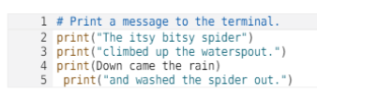 1 # Print a message to the terminal.
2 print("The itsy bitsy spider")
3 print("climbed up the waterspout.")
4 print(Down came the rain)
5  print("and washed the spider out.")